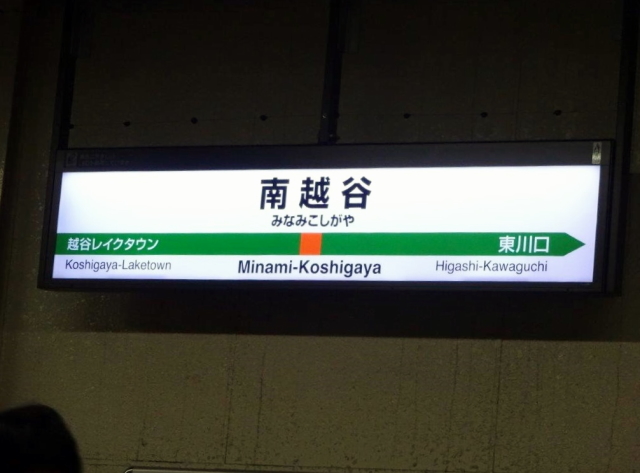 南越谷
みなみこしがや
越谷レイクタウン 東川口
Koshigaya-Laketown Minami-Koshigaya Higashi-Kawaguchi